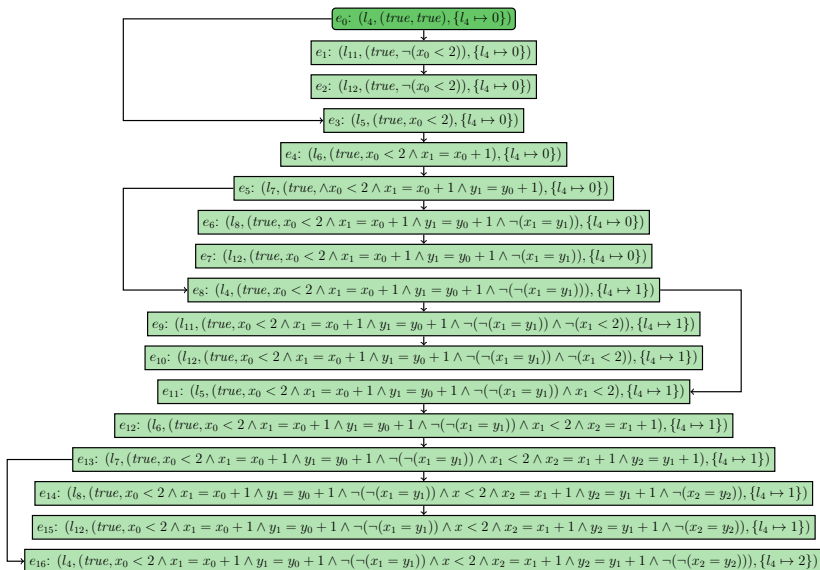 e₀: (l₄, (true, true), {l₄ ↦ 0})
e₁: (l₁₁, (true, ¬(x₀ < 2)), {l₄ ↦ 0})
e₂: (l₁₂, (true, ¬(x₀ < 2)), {l₄ ↦ 0})
e₃: (l₅, (true, x₀ < 2), {l₄ ↦ 0})
e₄: (l₆, (true, x₀ < 2 ∧ x₁ = x₀ + 1), {l₄ ↦ 0})
e₅: (l₇, (true, ∧x₀ < 2 ∧ x₁ = x₀ + 1 ∧ y₁ = y₀ + 1), {l₄ ↦ 0})
e₆: (l₈, (true, x₀ < 2 ∧ x₁ = x₀ + 1 ∧ y₁ = y₀ + 1 ∧ ¬(x₁ = y₁)), {l₄ ↦ 0})
e₇: (l₁₂, (true, x₀ < 2 ∧ x₁ = x₀ + 1 ∧ y₁ = y₀ + 1 ∧ ¬(x₁ = y₁)), {l₄ ↦ 0})
e₈: (l₄, (true, x₀ < 2 ∧ x₁ = x₀ + 1 ∧ y₁ = y₀ + 1 ∧ ¬(¬(x₁ = y₁))), {l₄ ↦ 1})
e₉: (l₁₁, (true, x₀ < 2 ∧ x₁ = x₀ + 1 ∧ y₁ = y₀ + 1 ∧ ¬(¬(x₁ = y₁)) ∧ ¬(x₁ < 2)), {l₄ ↦ 1})
e₁₀: (l₁₂, (true, x₀ < 2 ∧ x₁ = x₀ + 1 ∧ y₁ = y₀ + 1 ∧ ¬(¬(x₁ = y₁)) ∧ ¬(x₁ < 2)), {l₄ ↦ 1})
e₁₁: (l₅, (true, x₀ < 2 ∧ x₁ = x₀ + 1 ∧ y₁ = y₀ + 1 ∧ ¬(¬(x₁ = y₁)) ∧ x₁ < 2), {l₄ ↦ 1})
e₁₂: (l₆, (true, x₀ < 2 ∧ x₁ = x₀ + 1 ∧ y₁ = y₀ + 1 ∧ ¬(¬(x₁ = y₁)) ∧ x₁ < 2 ∧ x₂ = x₁ + 1), {l₄ ↦ 1})
e₁₃: (l₇, (true, x₀ < 2 ∧ x₁ = x₀ + 1 ∧ y₁ = y₀ + 1 ∧ ¬(¬(x₁ = y₁)) ∧ x₁ < 2 ∧ x₂ = x₁ + 1 ∧ y₂ = y₁ + 1), {l₄ ↦ 1})
e₁₄: (l₈, (true, x₀ < 2 ∧ x₁ = x₀ + 1 ∧ y₁ = y₀ + 1 ∧ ¬(¬(x₁ = y₁)) ∧ x < 2 ∧ x₂ = x₁ + 1 ∧ y₂ = y₁ + 1 ∧ ¬(x₂ = y₂)), {l₄ ↦ 1})
e₁₅: (l₁₂, (true, x₀ < 2 ∧ x₁ = x₀ + 1 ∧ y₁ = y₀ + 1 ∧ ¬(¬(x₁ = y₁)) ∧ x < 2 ∧ x₂ = x₁ + 1 ∧ y₂ = y₁ + 1 ∧ ¬(x₂ = y₂)), {l₄ ↦ 1})
e₁₆: (l₄, (true, x₀ < 2 ∧ x₁ = x₀ + 1 ∧ y₁ = y₀ + 1 ∧ ¬(¬(x₁ = y₁)) ∧ x < 2 ∧ x₂ = x₁ + 1 ∧ y₂ = y₁ + 1 ∧ ¬(¬(x₂ = y₂))), {l₄ ↦ 2})